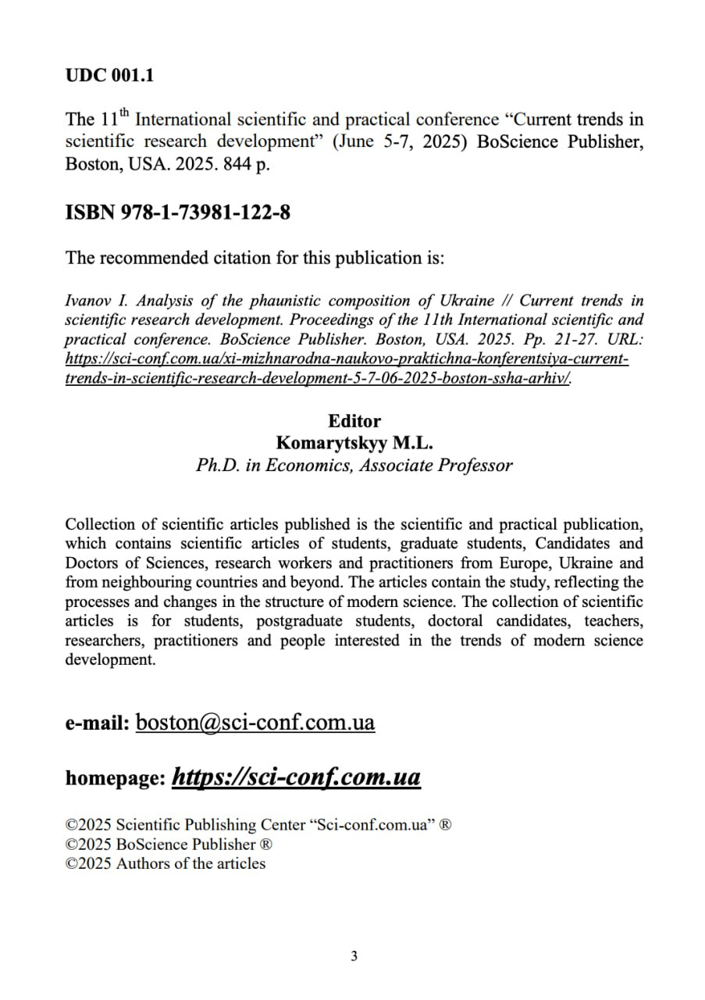 UDC 001.1
The 11th International scientific and practical conference “Current trends in
scientific research development” (June 5-7, 2025) BoScience Publisher,
Boston, USA. 2025. 844 p.
ISBN 978-1-73981-122-8
The recommended citation for this publication is:
Ivanov I. Analysis of the phaunistic composition of Ukraine // Current trends in
scientific research development. Proceedings of the 11th International scientific and
practical conference. BoScience Publisher. Boston, USA. 2025. Pp. 21-27. URL:
https://sci-conf.com.ua/xi-mizhnarodna-naukovo-praktichna-konferentsiya-current-
trends-in-scientific-research-development-5-7-06-2025-boston-ssha-arhiv/.
Editor
Komarytskyy M.L.
Ph.D. in Economics, Associate Professor
Collection of scientific articles published is the scientific and practical publication,
which contains scientific articles of students, graduate students, Candidates and
Doctors of Sciences, research workers and practitioners from Europe, Ukraine and
from neighbouring countries and beyond. The articles contain the study, reflecting the
processes and changes in the structure of modern science. The collection of scientific
articles is for students, postgraduate students, doctoral candidates, teachers,
researchers, practitioners and people interested in the trends of modern science
development.
e-mail: boston@sci-conf.com.ua
homepage: https://sci-conf.com.ua
©2025 Scientific Publishing Center “Sci-conf.com.ua” ®
©2025 BoScience Publisher ®
©2025 Authors of the articles
3